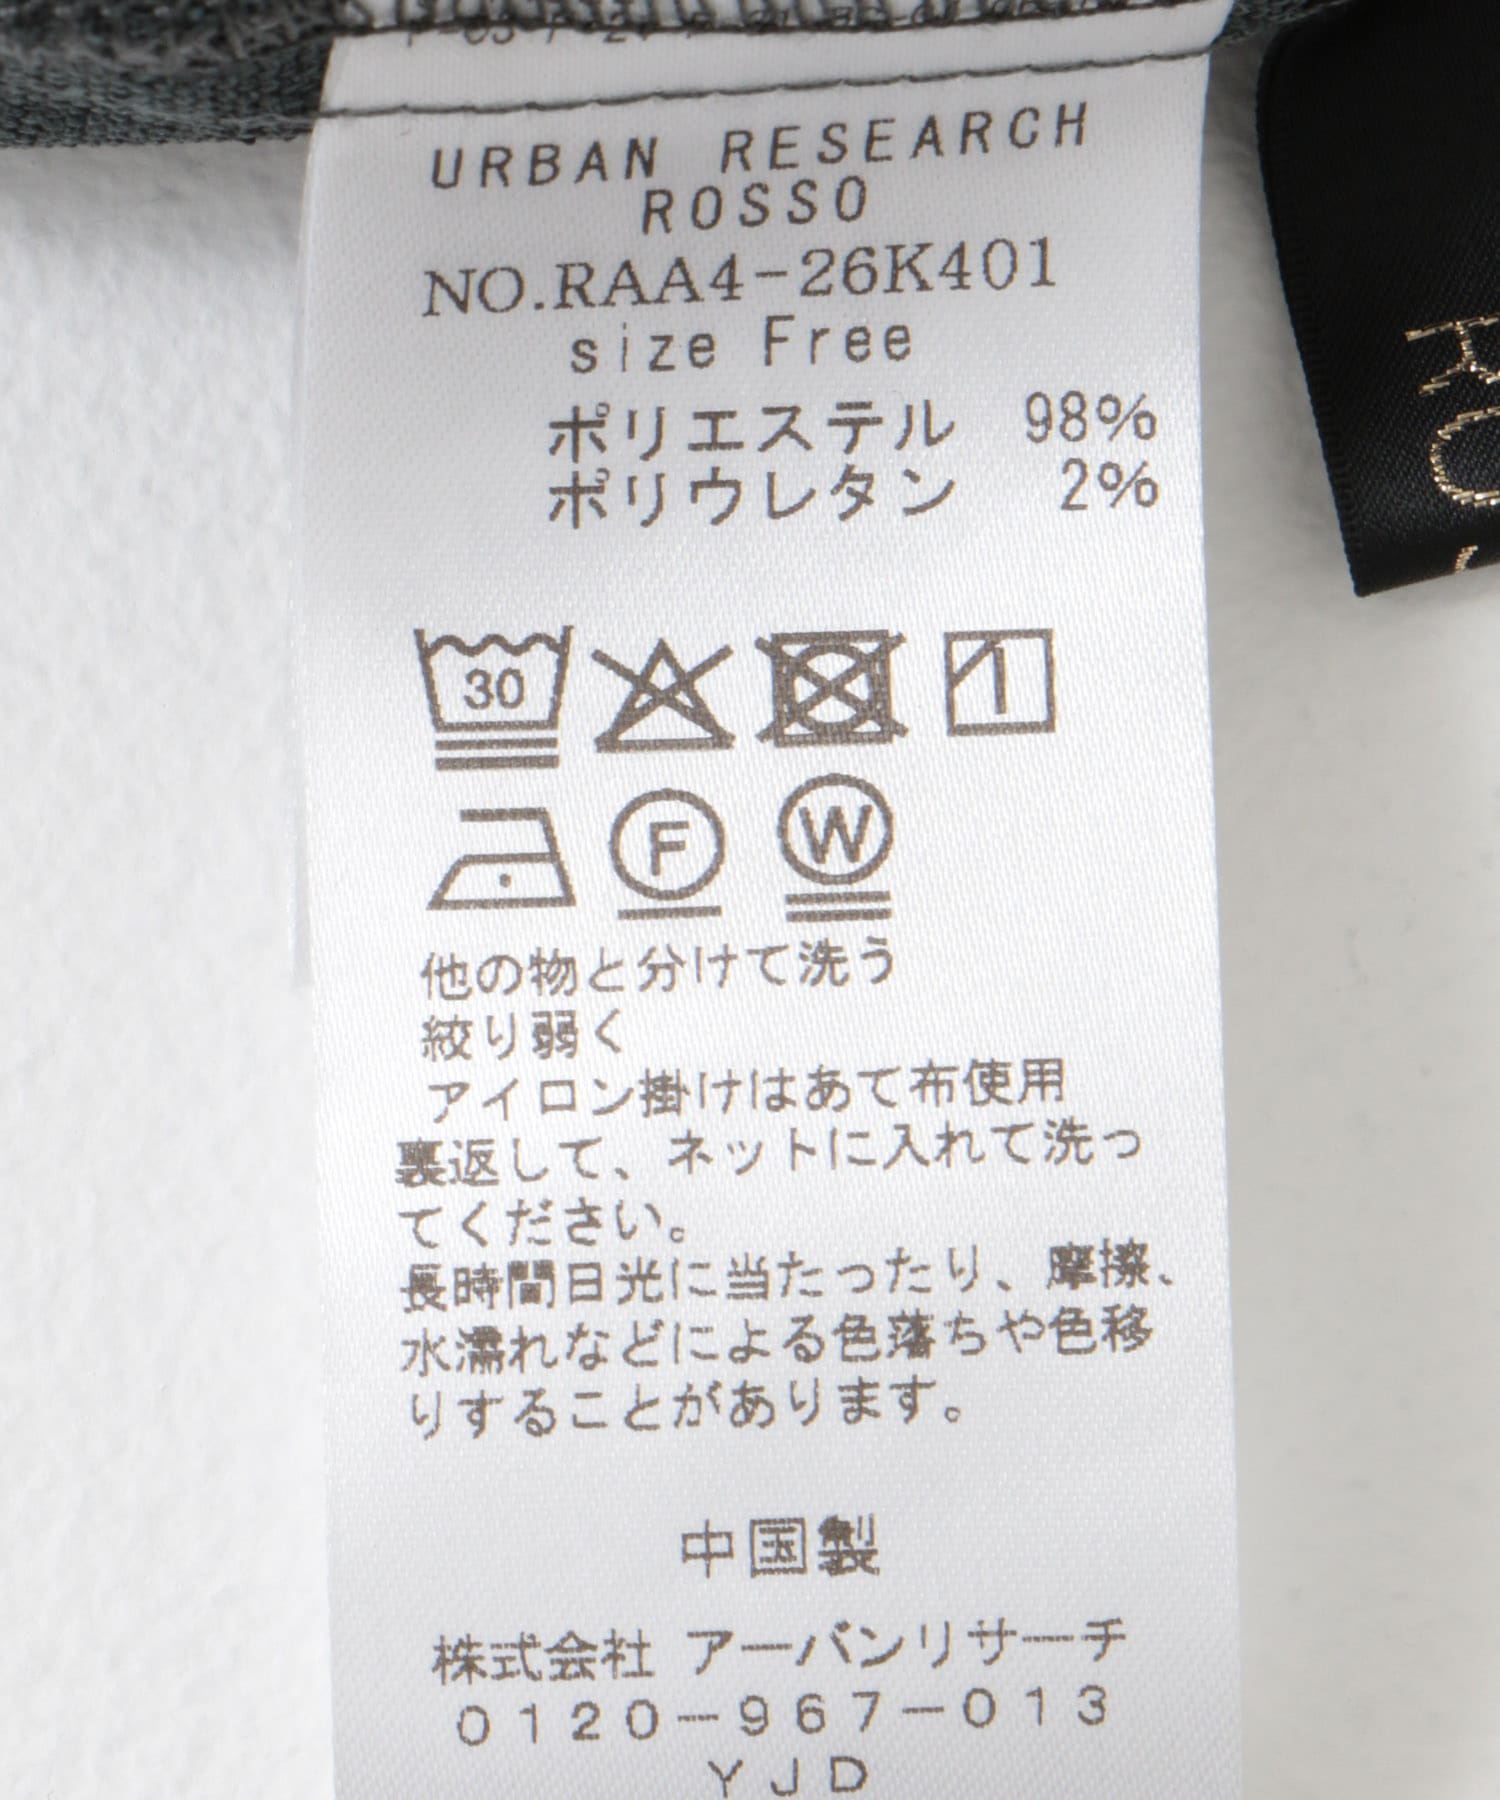 URBAN RESEARCH
ROSSO
NO.RAA4-26K401
size Free
ポリエステル 98%
ポリウレタン 2%
30
F W
他の物と分けて洗う
絞り弱く
アイロン掛けはあて布使用
裏返して、ネットに入れて洗っ
てください。
長時間日光に当たったり、摩擦、
水濡れなどによる色落ちや色移
りすることがあります。
中国製
株式会社 アーバンリサーチ
0120-967-013
YJD